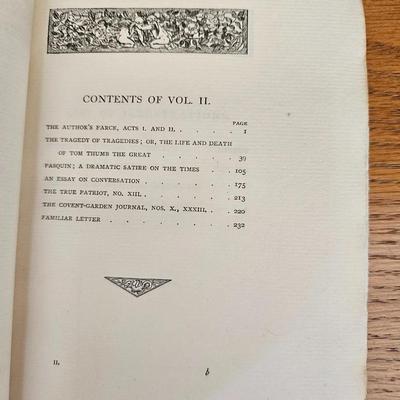 CONTENTS OF VOL. II.
PAGE
THE AUTHOR'S FARCE, ACTS I. AND II. . . . . 1
THE TRAGEDY OF TRAGEDIES; OR, THE LIFE AND DEATH
OF TOM THUMB THE GREAT . . . . . 39
PASQUIN; A DRAMATIC SATIRE ON THE TIMES . . . 105
AN ESSAY ON CONVERSATION . . . . . 175
THE TRUE PATRIOT, NO. XIII. . . . . . 213
THE COVENT-GARDEN JOURNAL, NOS. X., XXXIII. . . . 220
FAMILIAR LETTER . . . . . . . 232
II. b